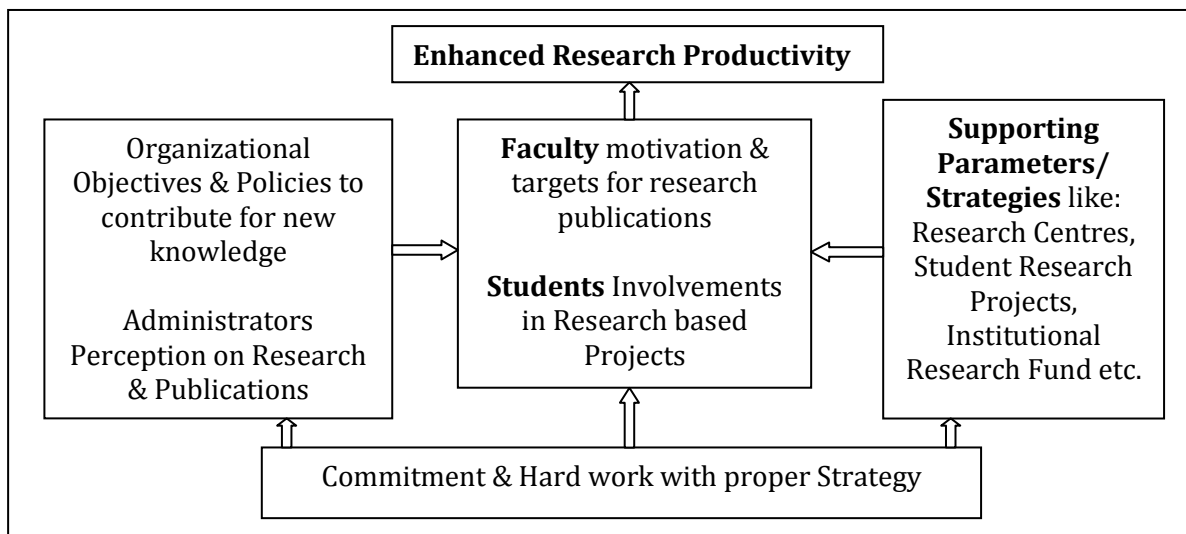 Enhanced Research Productivity
Organizational
Objectives & Policies to
contribute for new
knowledge
Administrators
Perception on Research
& Publications
Faculty motivation &
targets for research
publications
Students Involvements
in Research based
Projects
Supporting
Parameters/
Strategies like:
Research Centres,
Student Research
Projects,
Institutional
Research Fund etc.
Commitment & Hard work with proper Strategy